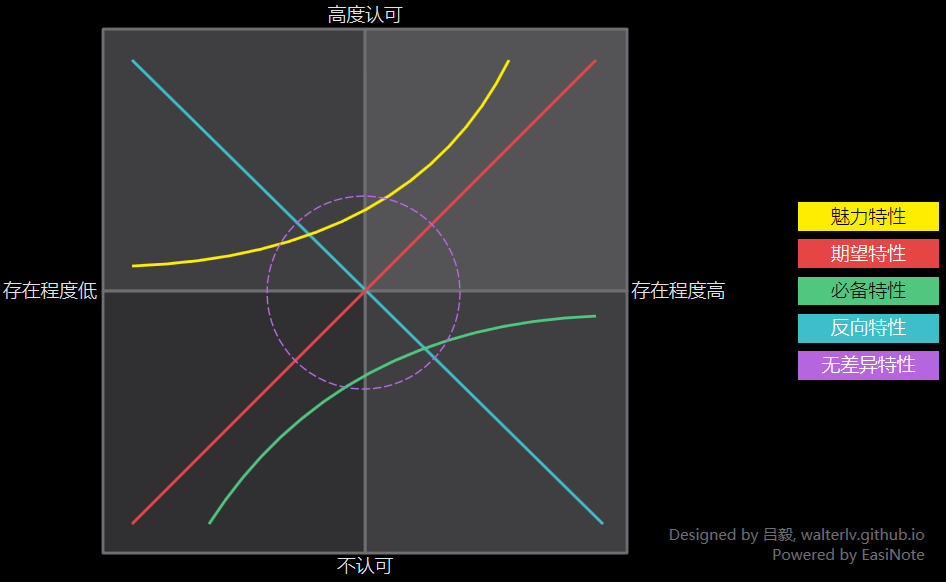 高度认可
存在程度低
存在程度高
不认可
魅力特性
期望特性
必备特性
反向特性
无差异特性
Designed by 吕毅, walterlv.github.io
Powered by EasiNote